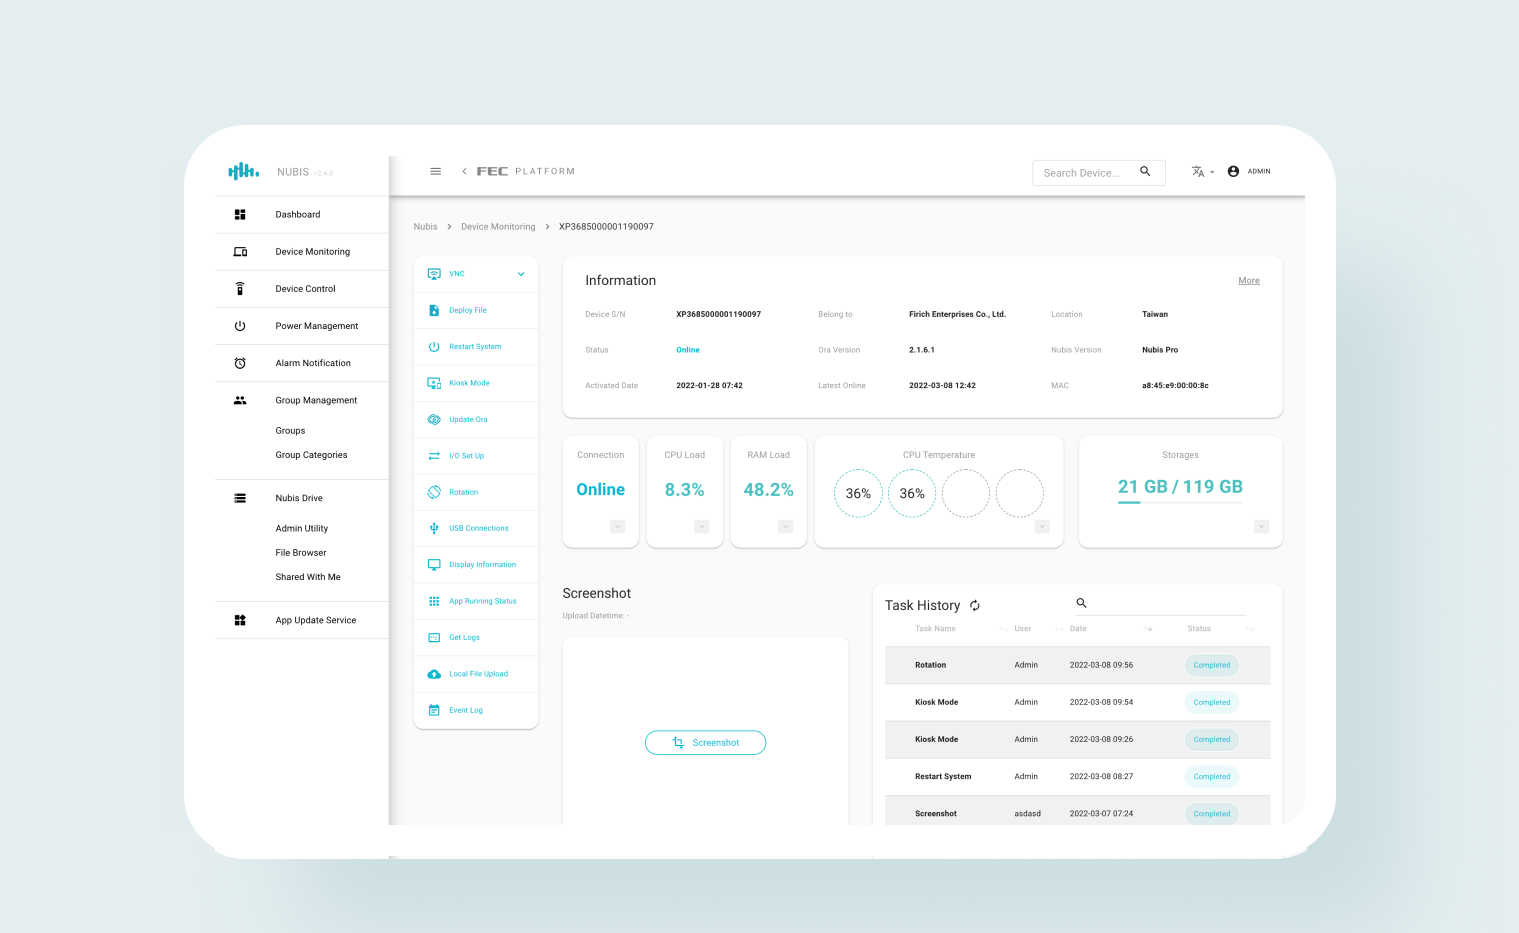 NUBIS v2.4.0
FEC PLATFORM
Search Device...
ADMIN
Dashboard
Device Monitoring
Device Control
Power Management
Alarm Notification
Group Management
Groups
Group Categories
Nubis Drive
Admin Utility
File Browser
Shared With Me
App Update Service
Nubis > Device Monitoring > XP3685000001190097
VNC
Deploy File
Restart System
Kiosk Mode
Update Ora
I/O Set Up
Rotation
USB Connections
Display Information
App Running Status
Get Logs
Local File Upload
Event Log
Information More
Device S/N XP3685000001190097 Belong to Firich Enterprises Co., Ltd. Location Taiwan
Status Online Ora Version 2.1.6.1 Nubis Version Nubis Pro
Activated Date 2022-01-28 07:42 Latest Online 2022-03-08 12:42 MAC a8:45:e9:00:00:8c
Connection
Online
CPU Load
8.3%
RAM Load
48.2%
CPU Temperature
36% 36%
Storages
21 GB / 119 GB
Screenshot
Upload Datetime: -
Screenshot
Task History
Task Name User Date Status
Rotation Admin 2022-03-08 09:56 Completed
Kiosk Mode Admin 2022-03-08 09:54 Completed
Kiosk Mode Admin 2022-03-08 09:26 Completed
Restart System Admin 2022-03-08 08:27 Completed
Screenshot asdasd 2022-03-07 07:24 Completed